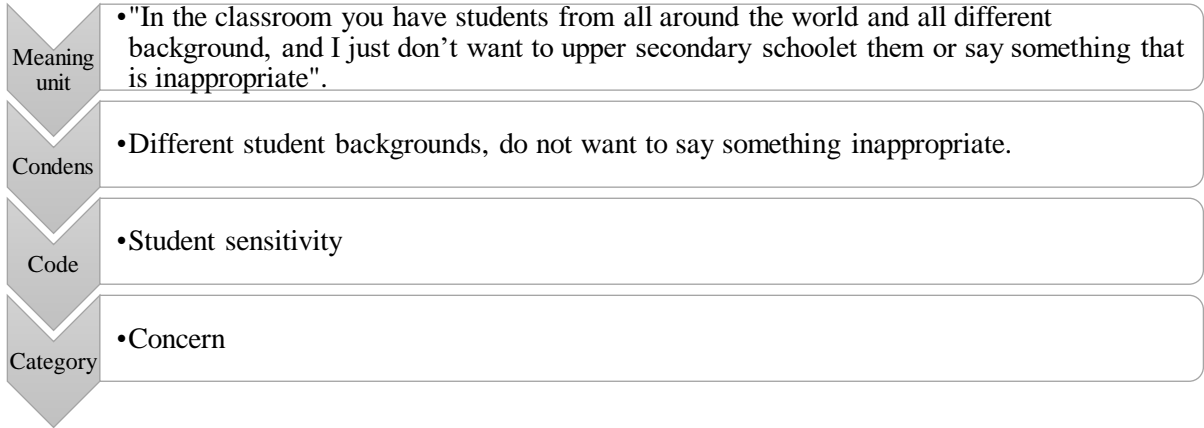 Meaning unit
•"In the classroom you have students from all around the world and all different
background, and I just don’t want to upper secondary schoolet them or say something that
is inappropriate".
Condens
•Different student backgrounds, do not want to say something inappropriate.
Code
•Student sensitivity
Category
•Concern